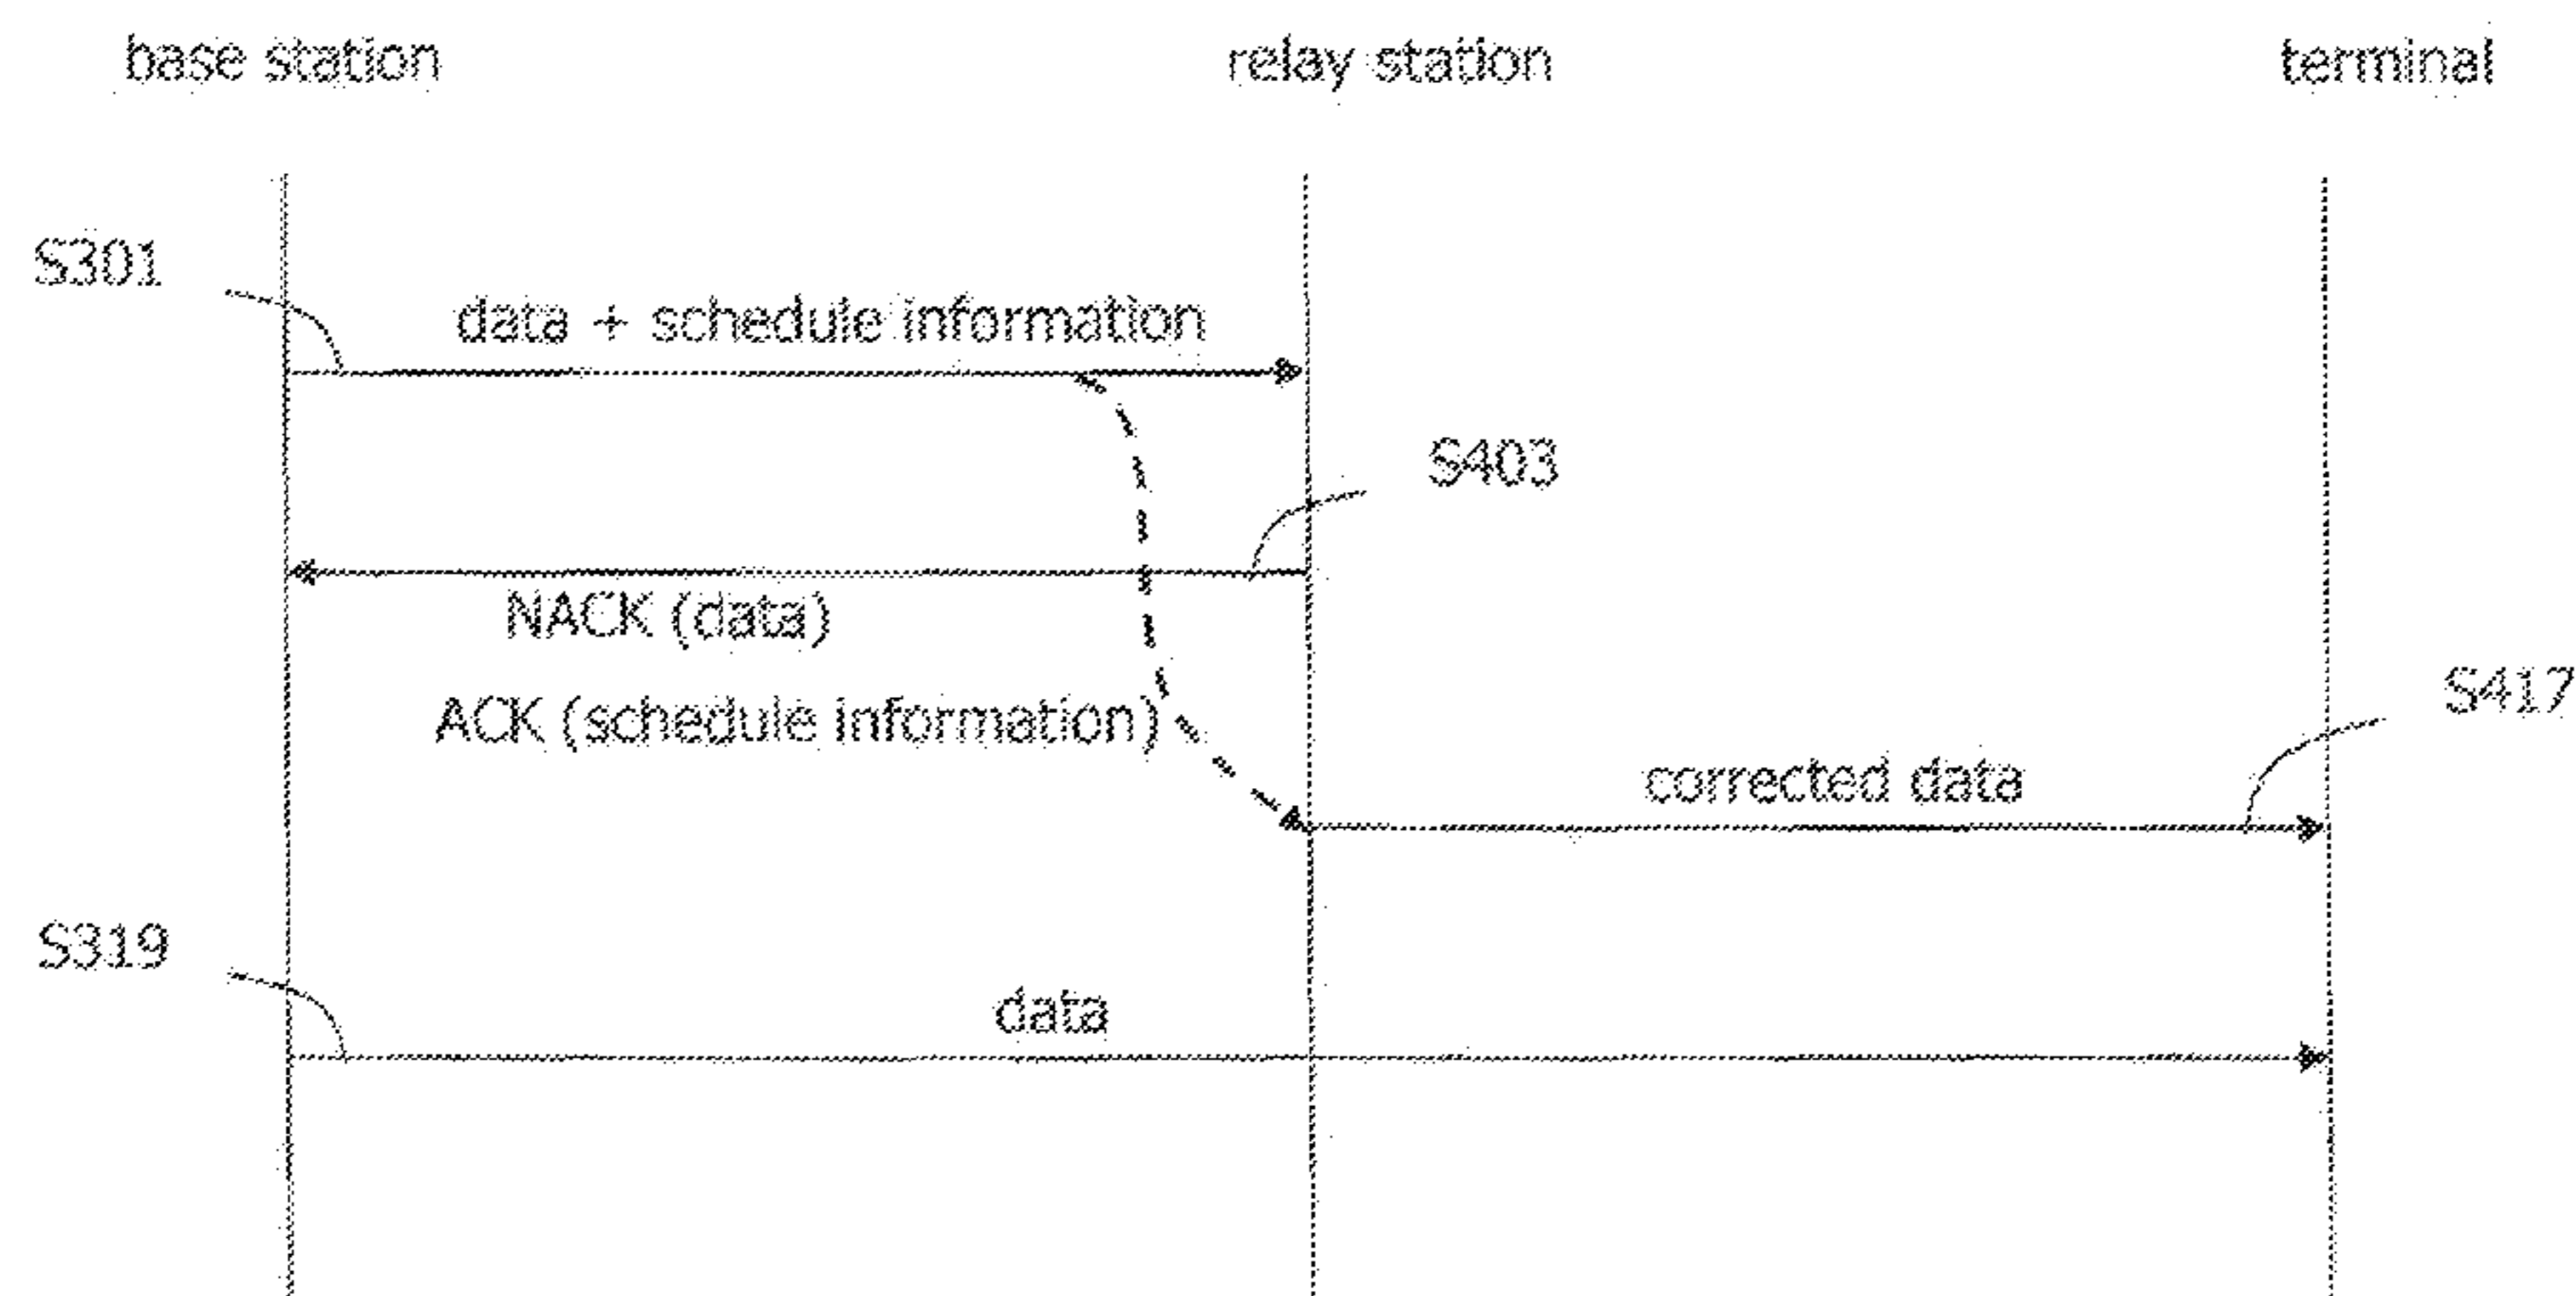 base station
relay station
terminal
S301
data + schedule information
S403
NACK (data)
ACK (schedule information)
S417
corrected data
S319
data